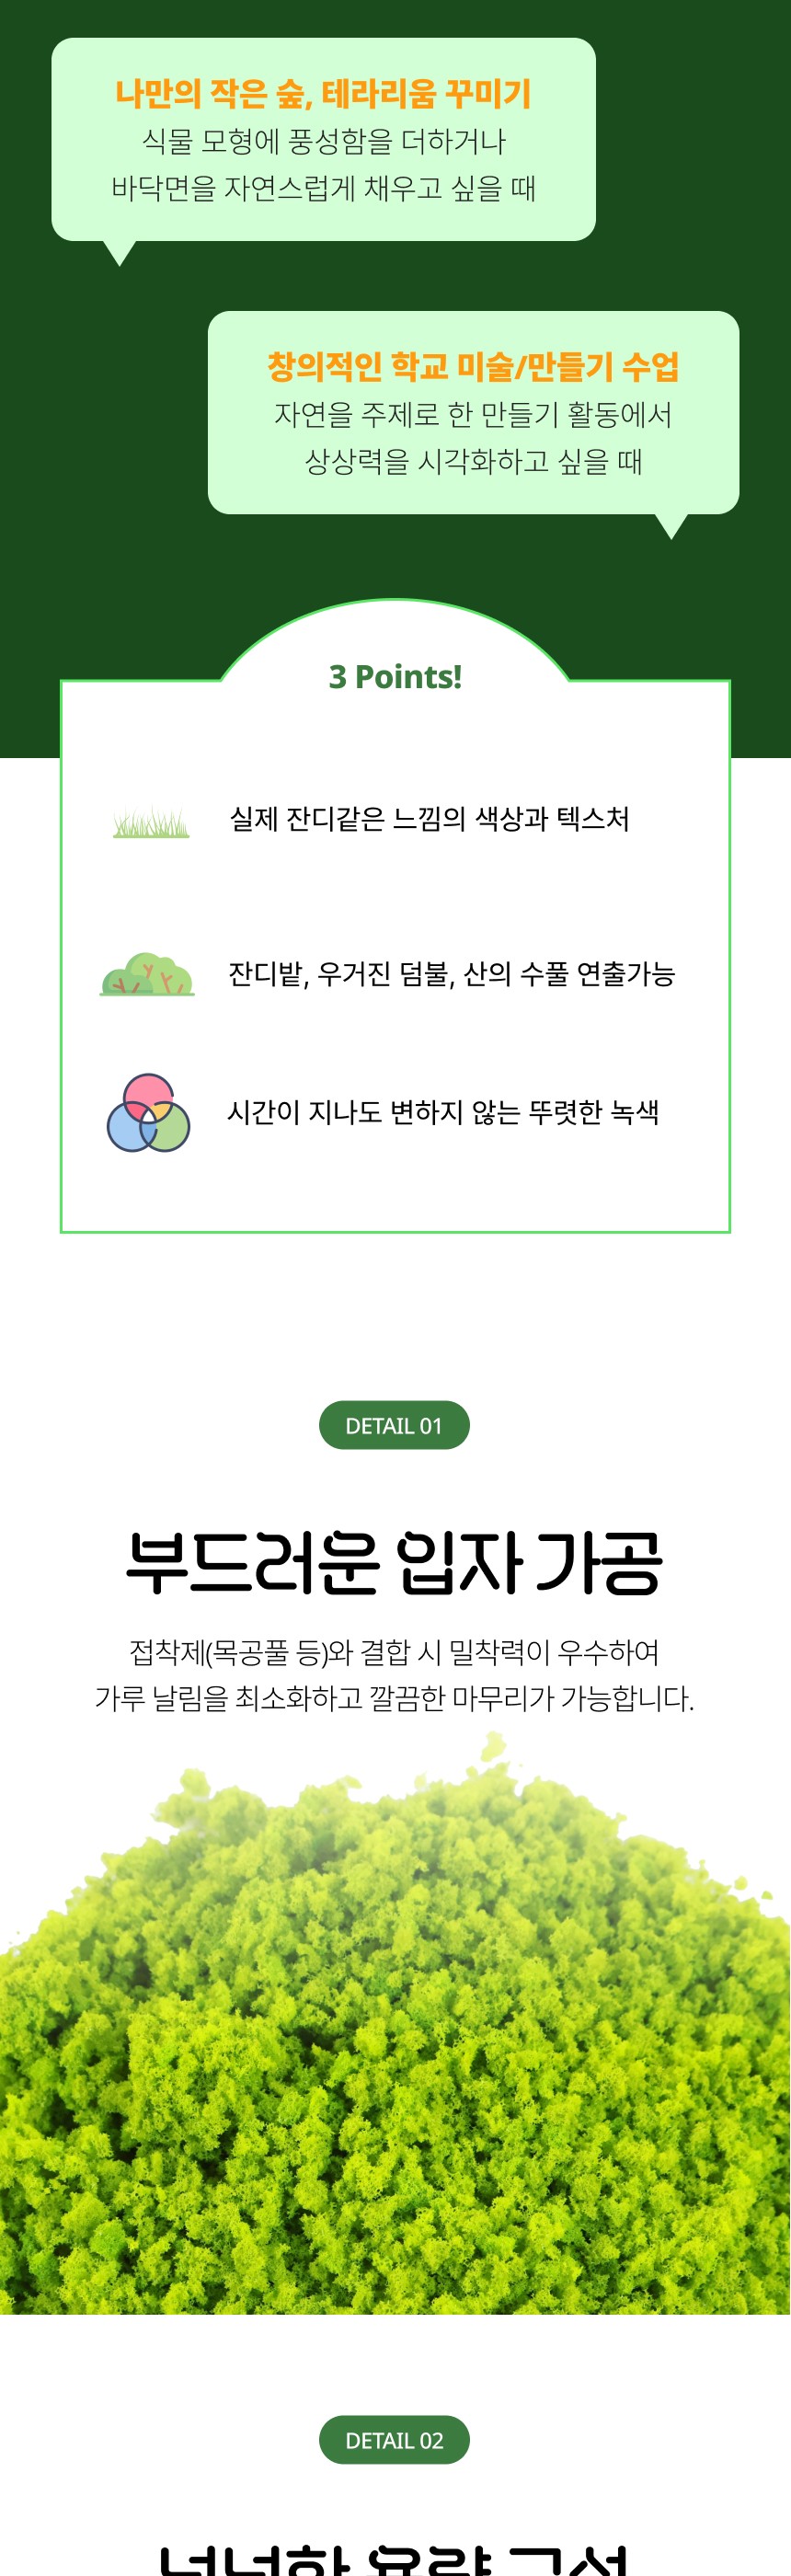 나만의 작은 숲, 테라리움 꾸미기
식물 모형에 풍성함을 더하거나
바닥면을 자연스럽게 채우고 싶을 때
창의적인 학교 미술/만들기 수업
자연을 주제로 한 만들기 활동에서
상상력을 시각화하고 싶을 때
3 Points!
실제 잔디같은 느낌의 색상과 텍스처
잔디밭, 우거진 덤불, 산의 수풀 연출가능
시간이 지나도 변하지 않는 뚜렷한 녹색
DETAIL 01
부드러운 입자 가공
접착제(목공풀 등)와 결합 시 밀착력이 우수하여
가루 날림을 최소화하고 깔끔한 마무리가 가능합니다.
DETAIL 02